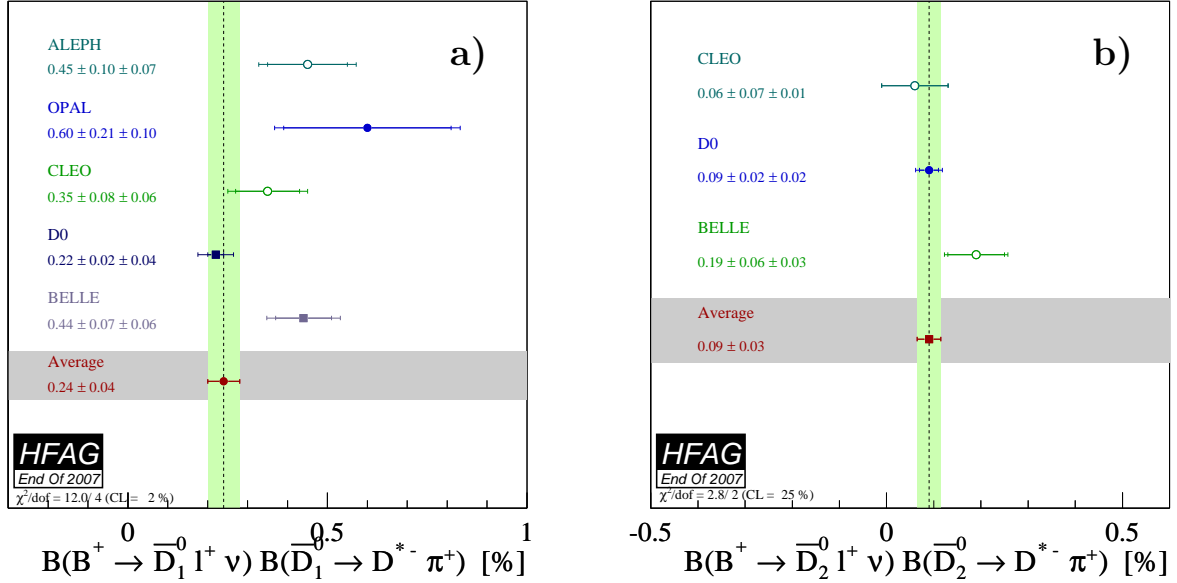 a)
ALEPH
0.45 ± 0.10 ± 0.07
OPAL
0.60 ± 0.21 ± 0.10
CLEO
0.35 ± 0.08 ± 0.06
D0
0.22 ± 0.02 ± 0.04
BELLE
0.44 ± 0.07 ± 0.06
Average
0.24 ± 0.04
HFAG
End Of 2007
χ²/dof = 12.0/ 4 (CL = 2 %)
0 0.5 1
B(B⁺ → D̅₁⁰ l⁺ ν) B(D̅₁⁰ → D*⁻ π⁺) [%]
b)
CLEO
0.06 ± 0.07 ± 0.01
D0
0.09 ± 0.02 ± 0.02
BELLE
0.19 ± 0.06 ± 0.03
Average
0.09 ± 0.03
HFAG
End Of 2007
χ²/dof = 2.8/ 2 (CL = 25 %)
-0.5 0 0.5
B(B⁺ → D̅₂⁰ l⁺ ν) B(D̅₂⁰ → D*⁻ π⁺) [%]